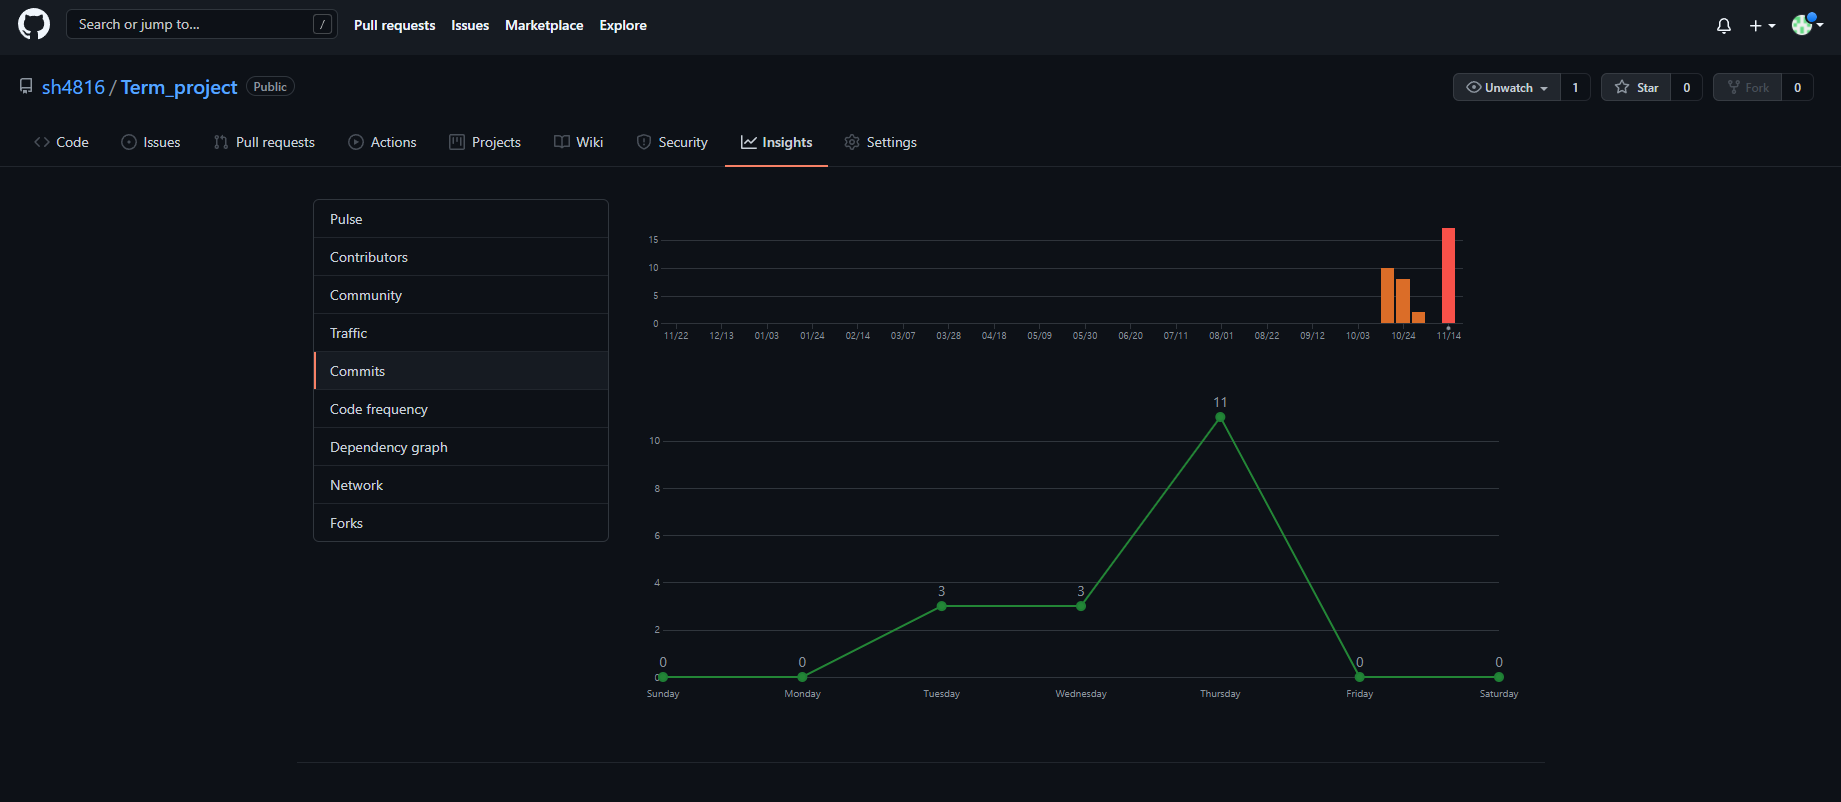 Search or jump to... / Pull requests Issues Marketplace Explore
sh4816 / Term_project Public Unwatch 1 Star 0 Fork 0
Code Issues Pull requests Actions Projects Wiki Security Insights Settings
Pulse
Contributors
Community
Traffic
Commits
Code frequency
Dependency graph
Network
Forks
15
10
5
0
11/22 12/13 01/03 01/24 02/14 03/07 03/28 04/18 05/09 05/30 06/20 07/11 08/01 08/22 09/12 10/03 10/24 11/14
11
10
8
6
4
3 3
2
0 0 0 0
0
Sunday Monday Tuesday Wednesday Thursday Friday Saturday